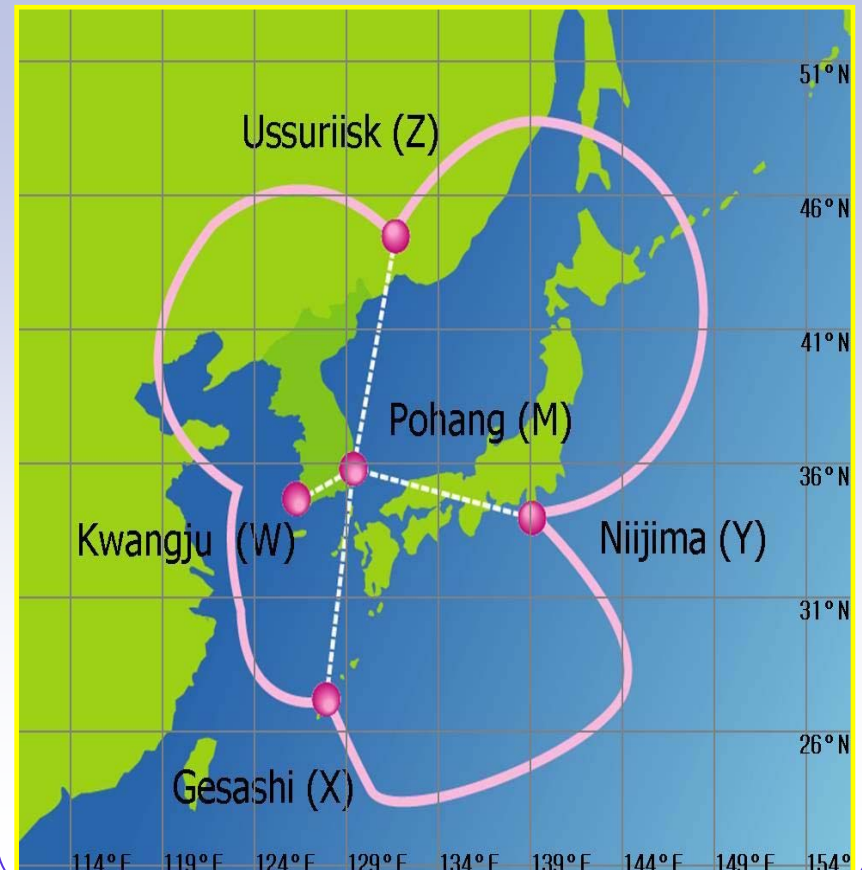 51°N
Ussuriisk (Z)
46°N
41°N
Pohang (M)
36°N
Kwangju (W)
Niijima (Y)
31°N
26°N
Gesashi (X)
114°E 119°E 124°E 129°E 134°E 139°E 144°E 149°E 154°